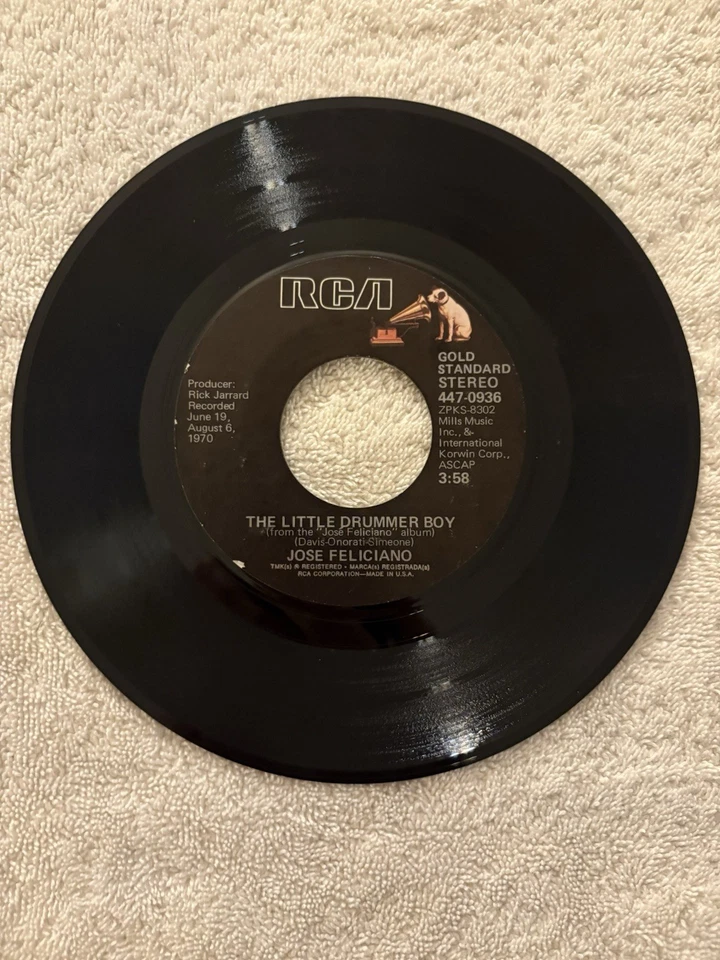 RCA
GOLD
STANDARD
STEREO
447-0936
ZPKS-8302
Mills Music
Inc., &
International
Korwin Corp.,
ASCAP
3:58
Producer:
Rick Jarrard
Recorded
June 19,
August 6,
1970
THE LITTLE DRUMMER BOY
(from the "José Feliciano" album)
(Davis-Onorati-Simeone)
JOSE FELICIANO
TMK(s) ® REGISTERED • MARCA(s) REGISTRADA(s)
RCA CORPORATION—MADE IN U.S.A.